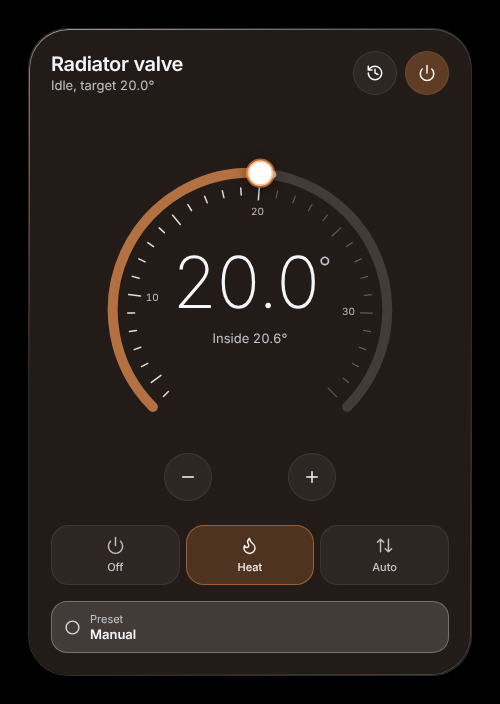 Radiator valve
Idle, target 20.0°
20
20.0°
10
30
Inside 20.6°
Off
Heat
Auto
Preset
Manual